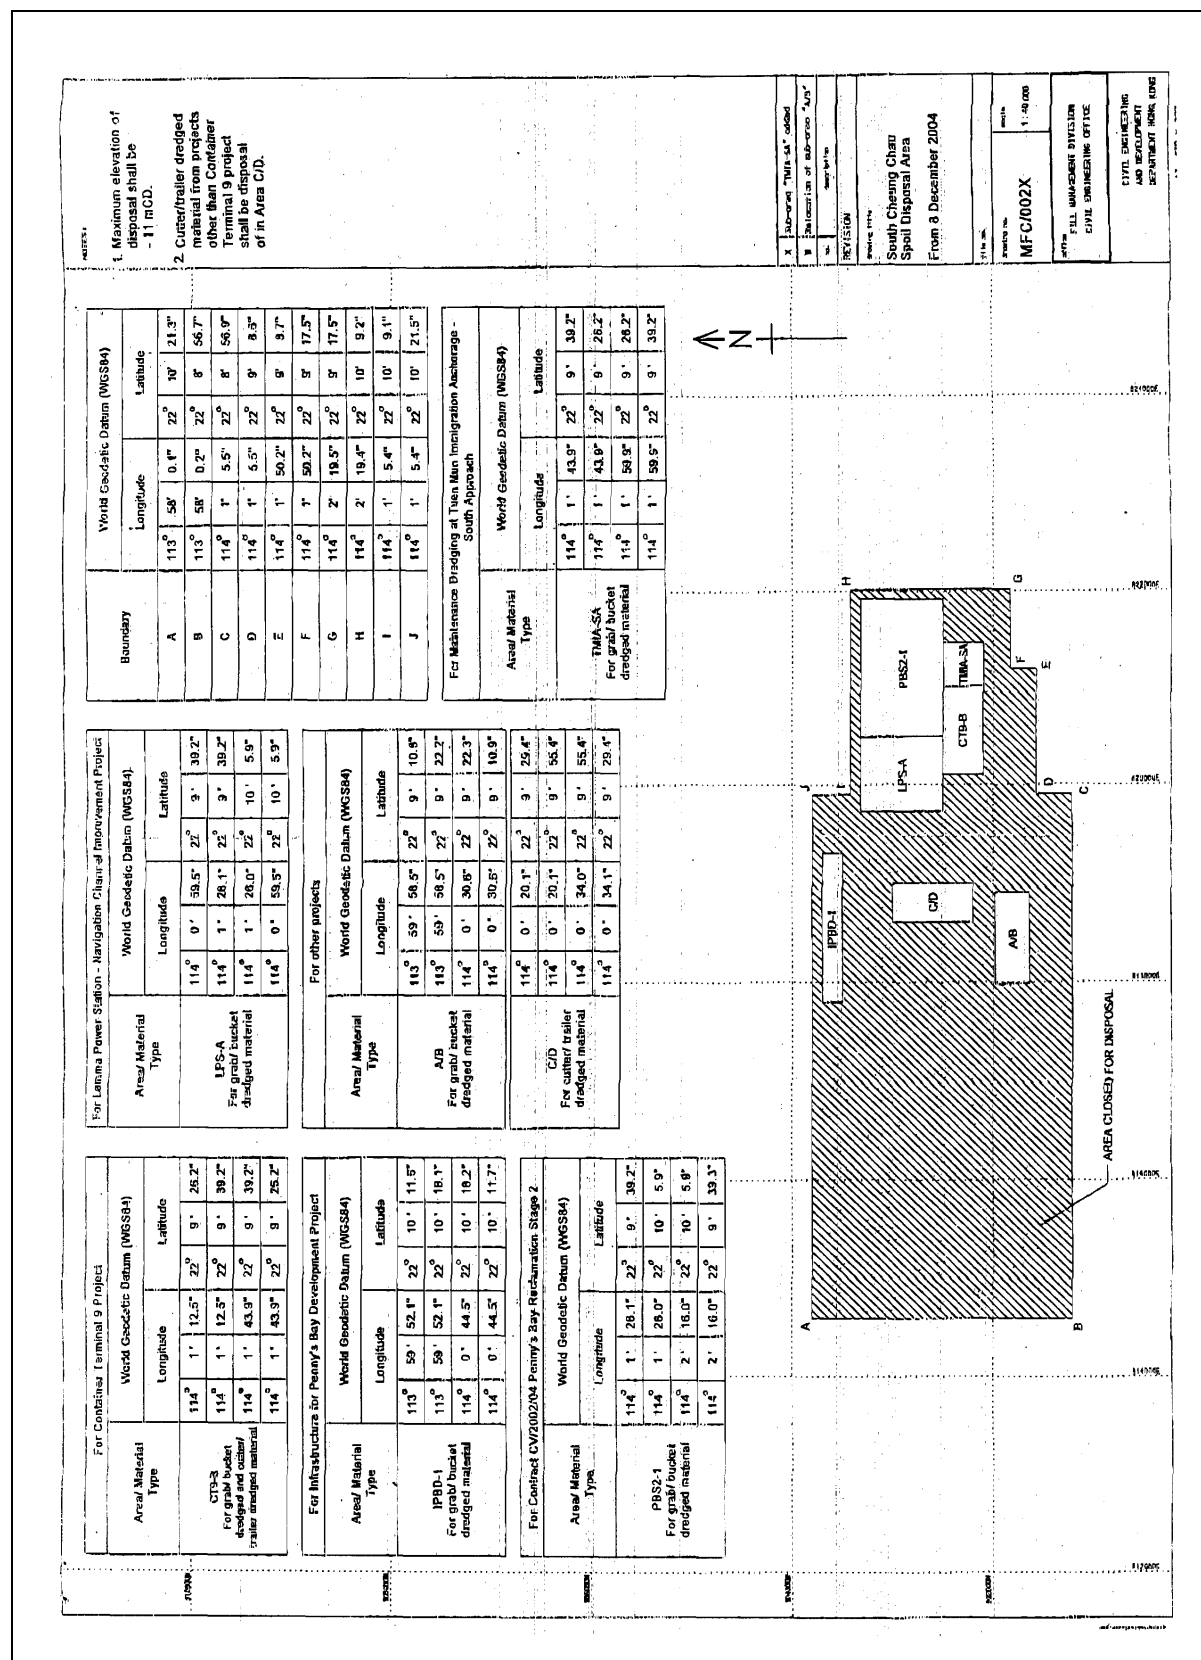 For Container Terminal 9 Project
Area/ Material Type
World Geodetic Datum (WGS84)
Longitude Latitude
CT9-B
For grab/ bucket
dredged and cutter/
trailer dredged material
114° 1' 12.5" 22° 9' 26.2"
114° 1' 12.5" 22° 9' 39.2"
114° 1' 43.9" 22° 9' 39.2"
114° 1' 43.9" 22° 9' 26.2"
For Infrastructure for Penny's Bay Development Project
Area/ Material Type
World Geodetic Datum (WGS84)
Longitude Latitude
IPBD-1
For grab/ bucket
dredged material
113° 59' 52.1" 22° 10' 11.5"
113° 59' 52.1" 22° 10' 18.1"
114° 0' 44.5" 22° 10' 18.2"
114° 0' 44.5" 22° 10' 11.7"
For Contract CV/2002/04 Penny's Bay Reclamation Stage 2
Area/ Material Type
World Geodetic Datum (WGS84)
Longitude Latitude
PBS2-1
For grab/ bucket
dredged material
114° 1' 26.1" 22° 9' 39.2"
114° 1' 26.0" 22° 10' 5.9"
114° 2' 16.0" 22° 10' 5.9"
114° 2' 16.0" 22° 9' 39.3"
For Lamma Power Station - Navigation Channel Improvement Project
Area/ Material Type
World Geodetic Datum (WGS84)
Longitude Latitude
LPS-A
For grab/ bucket
dredged material
114° 0' 59.5" 22° 9' 39.2"
114° 1' 26.1" 22° 9' 39.2"
114° 1' 26.0" 22° 10' 5.9"
114° 0' 59.5" 22° 10' 5.9"
For other projects
Area/ Material Type
World Geodetic Datum (WGS84)
Longitude Latitude
A/B
For grab/ bucket
dredged material
113° 59' 58.5" 22° 9' 10.8"
113° 59' 58.5" 22° 9' 22.2"
114° 0' 30.6" 22° 9' 22.3"
114° 0' 30.6" 22° 9' 10.9"
C/D
For cutter/ trailer
dredged material
114° 0' 20.1" 22° 9' 29.4"
114° 0' 20.1" 22° 9' 55.4"
114° 0' 34.0" 22° 9' 55.4"
114° 0' 34.1" 22° 9' 29.4"
Boundary
World Geodetic Datum (WGS84)
Longitude Latitude
A 113° 58' 0.1" 22° 10' 21.3"
B 113° 58' 0.2" 22° 8' 56.7"
C 114° 1' 5.5" 22° 8' 56.9"
D 114° 1' 5.5" 22° 9'
E 114° 1' 50.2" 22° 9' 8.7"
F 114° 1' 50.2" 22° 9' 17.5"
G 114° 2' 19.5" 22° 9' 17.5"
H 114° 2' 19.4" 22° 10' 9.2"
I 114° 1' 5.4" 22° 10' 9.1"
J 114° 1' 5.4" 22° 10' 21.5"
For Maintenance Dredging at Tuen Mun Immigration Anchorage -
South Approach
Area/ Material Type
World Geodetic Datum (WGS84)
Longitude Latitude
TMIA-SA
For grab/ bucket
dredged material
114° 1' 43.9" 22° 9' 39.2"
114° 1' 43.9" 22° 9' 26.2"
114° 1' 59.9" 22° 9' 26.2"
114° 1' 59.9" 22° 9' 39.2"
NOTES:
1. Maximum elevation of
disposal shall be
- 11 mCD.
2. Cutter/trailer dredged
material from projects
other than Container
Terminal 9 project
shall be disposal
of in Area C/D.
N
A
B
C
D
E
F
G
H
I
J
IPBD-1
LPS-A
PBS2-1
CT9-B
TMIA-SA
C/D
A/B
AREA CLOSED FOR DISPOSAL
X Sub-area "TMIA-SA" added
W Relocation of sub-area "A/B"
no. description
REVISION
drawing title
South Cheung Chau
Spoil Disposal Area
From 8 December 2004
drawing no.
MFC/002X
scale
1 : 40 000
office
FILL MANAGEMENT DIVISION
CIVIL ENGINEERING OFFICE
CIVIL ENGINEERING
AND DEVELOPMENT
DEPARTMENT HONG KONG